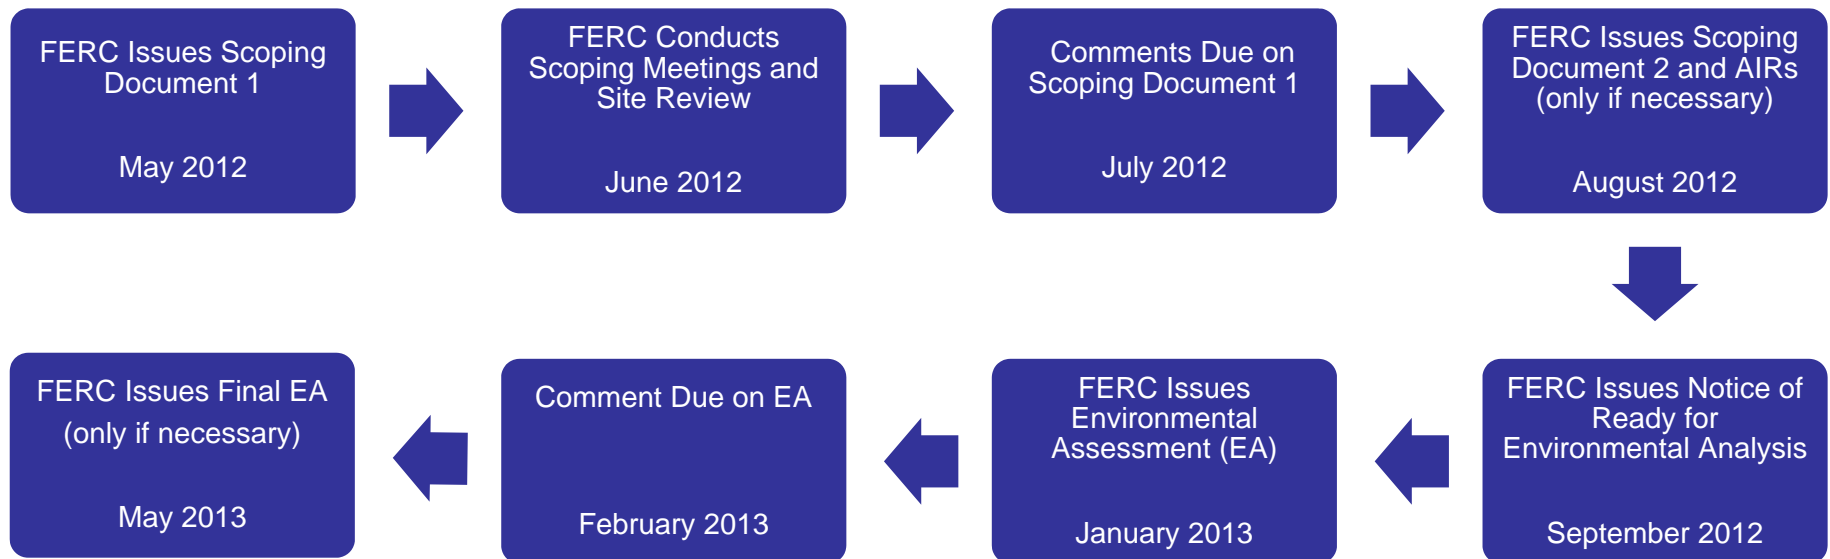 FERC Issues Scoping
Document 1
May 2012
FERC Conducts
Scoping Meetings and
Site Review
June 2012
Comments Due on
Scoping Document 1
July 2012
FERC Issues Scoping
Document 2 and AIRs
(only if necessary)
August 2012
FERC Issues Notice of
Ready for
Environmental Analysis
September 2012
FERC Issues
Environmental
Assessment (EA)
January 2013
Comment Due on EA
February 2013
FERC Issues Final EA
(only if necessary)
May 2013